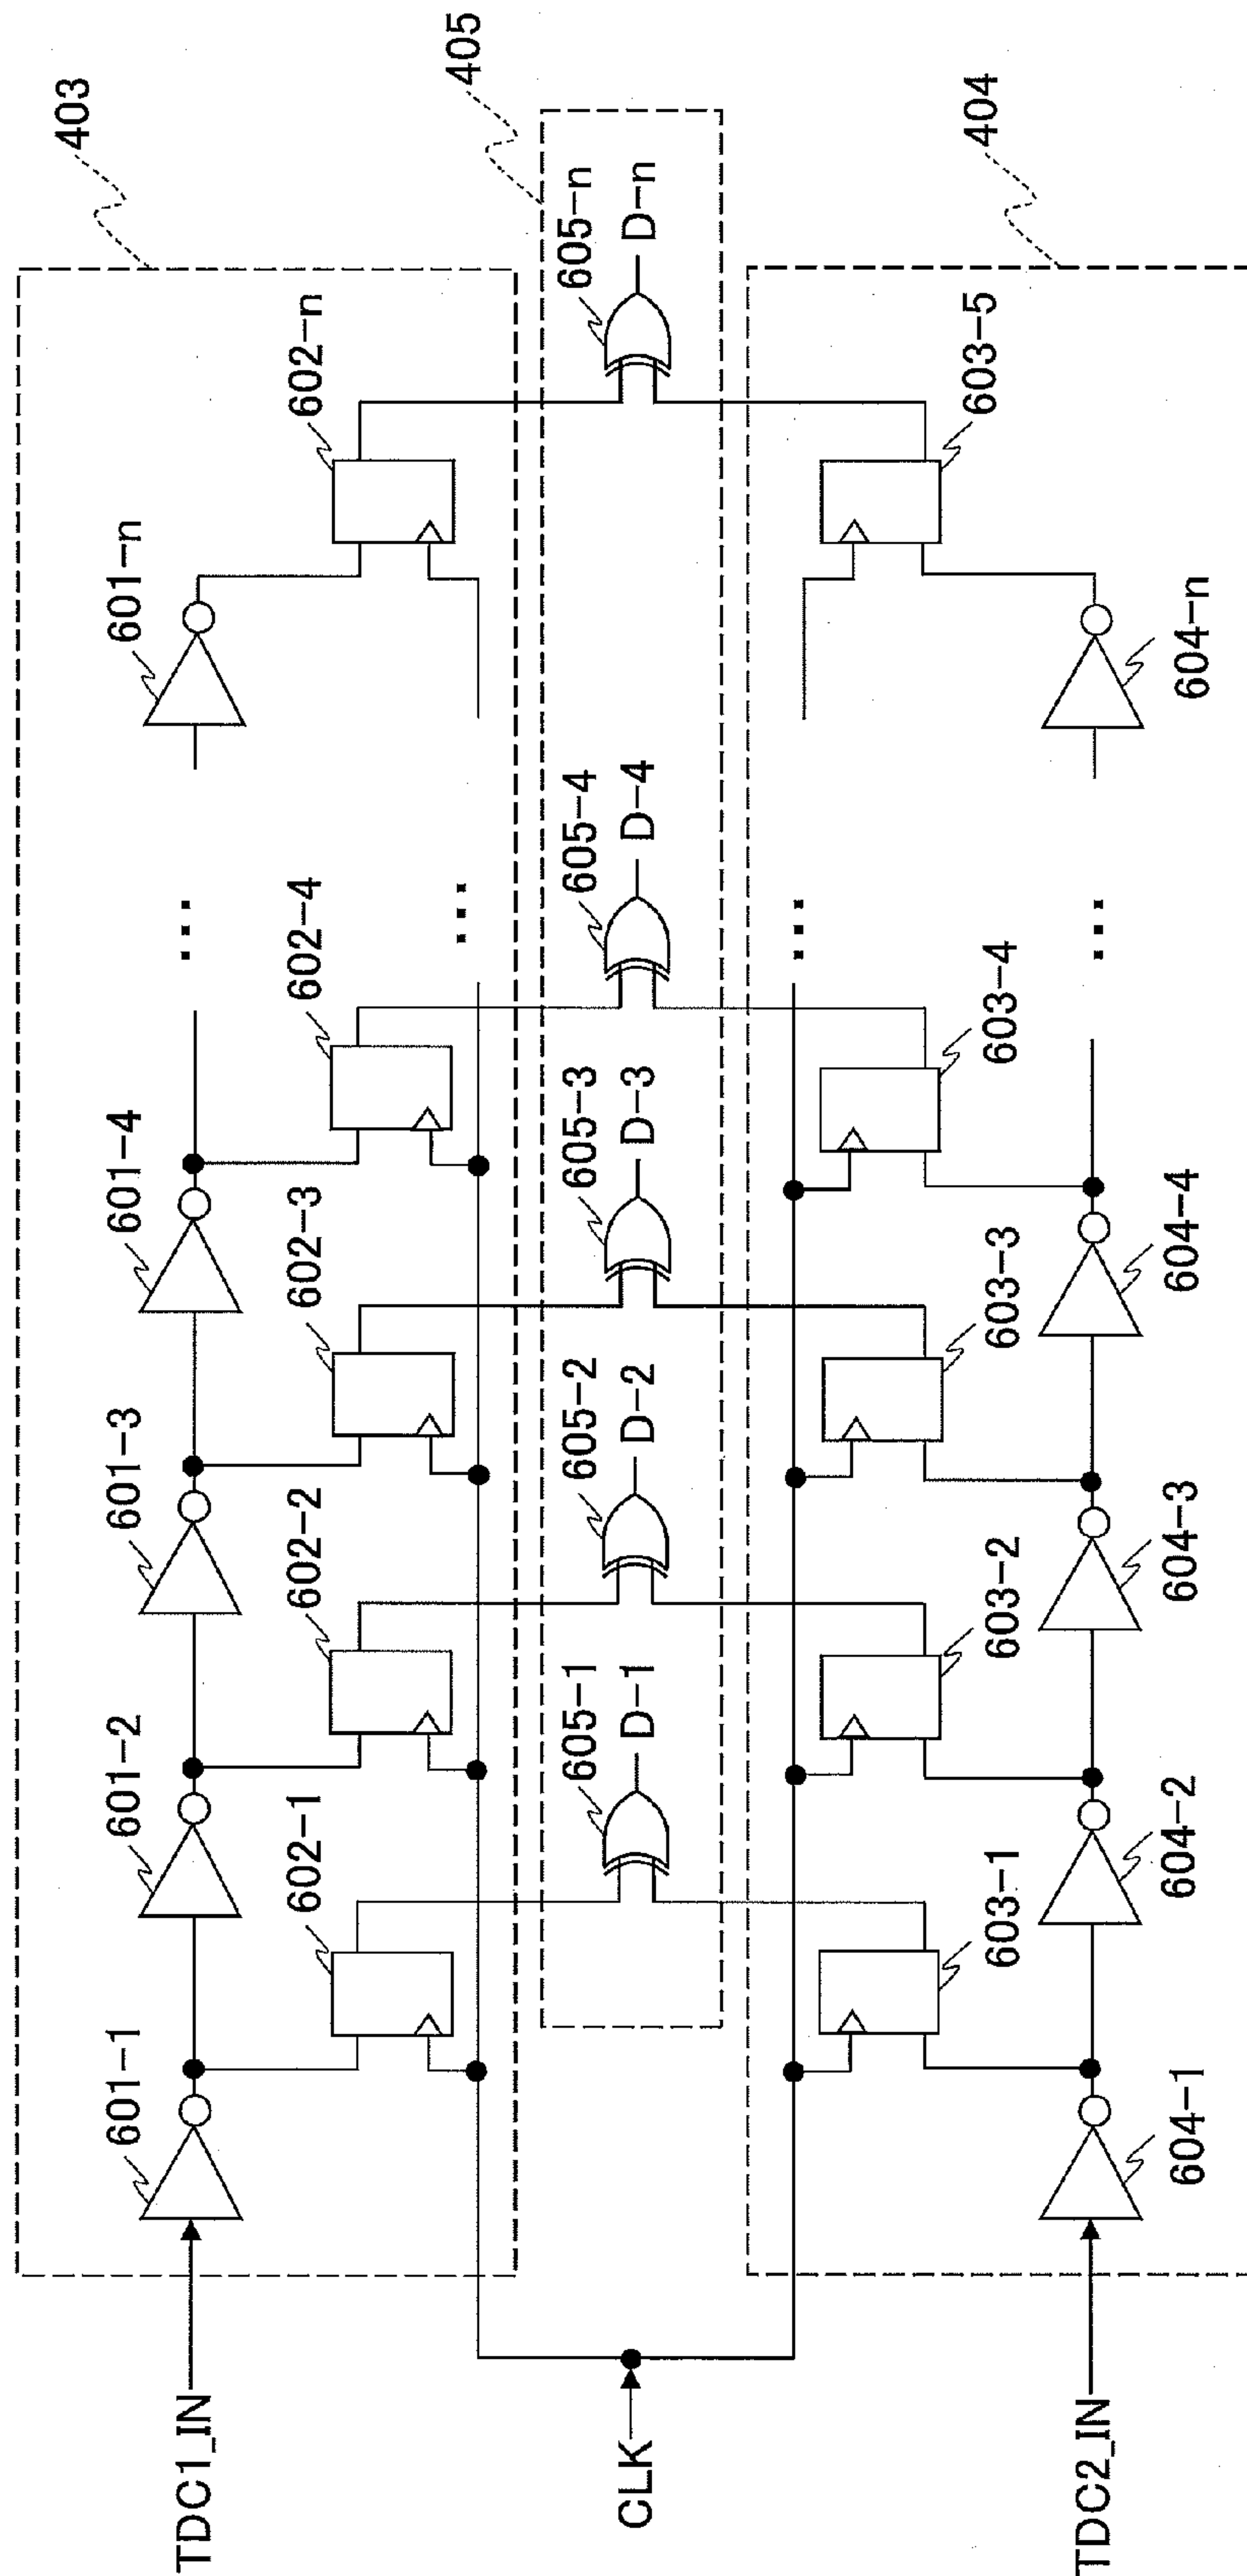 403
601-1
601-2
601-3
601-4
601-n
...
TDC1_IN
602-1
602-2
602-3
602-4
602-n
...
405
605-1
605-2
605-3
605-4
605-n
D-1
D-2
D-3
D-4
D-n
CLK
...
603-1
603-2
603-3
603-4
603-5
404
TDC2_IN
...
604-1
604-2
604-3
604-4
604-n